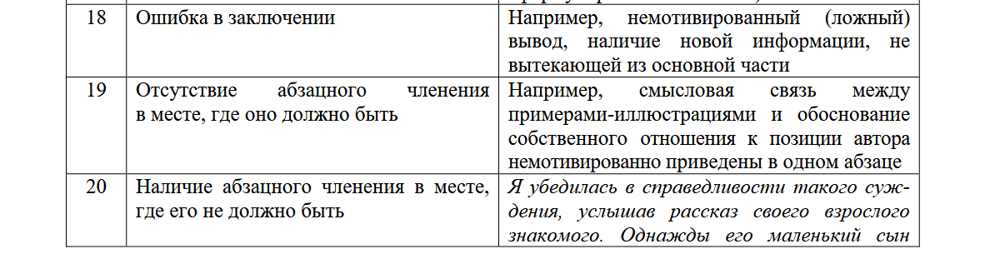 18 Ошибка в заключении Например, немотивированный (ложный)
вывод, наличие новой информации, не
вытекающей из основной части
19 Отсутствие абзацного членения Например, смысловая связь между
в месте, где оно должно быть примерами-иллюстрациями и обоснование
собственного отношения к позиции автора
немотивированно приведены в одном абзаце
20 Наличие абзацного членения в месте, Я убедилась в справедливости такого суж-
где его не должно быть дения, услышав рассказ своего взрослого
знакомого. Однажды его маленький сын